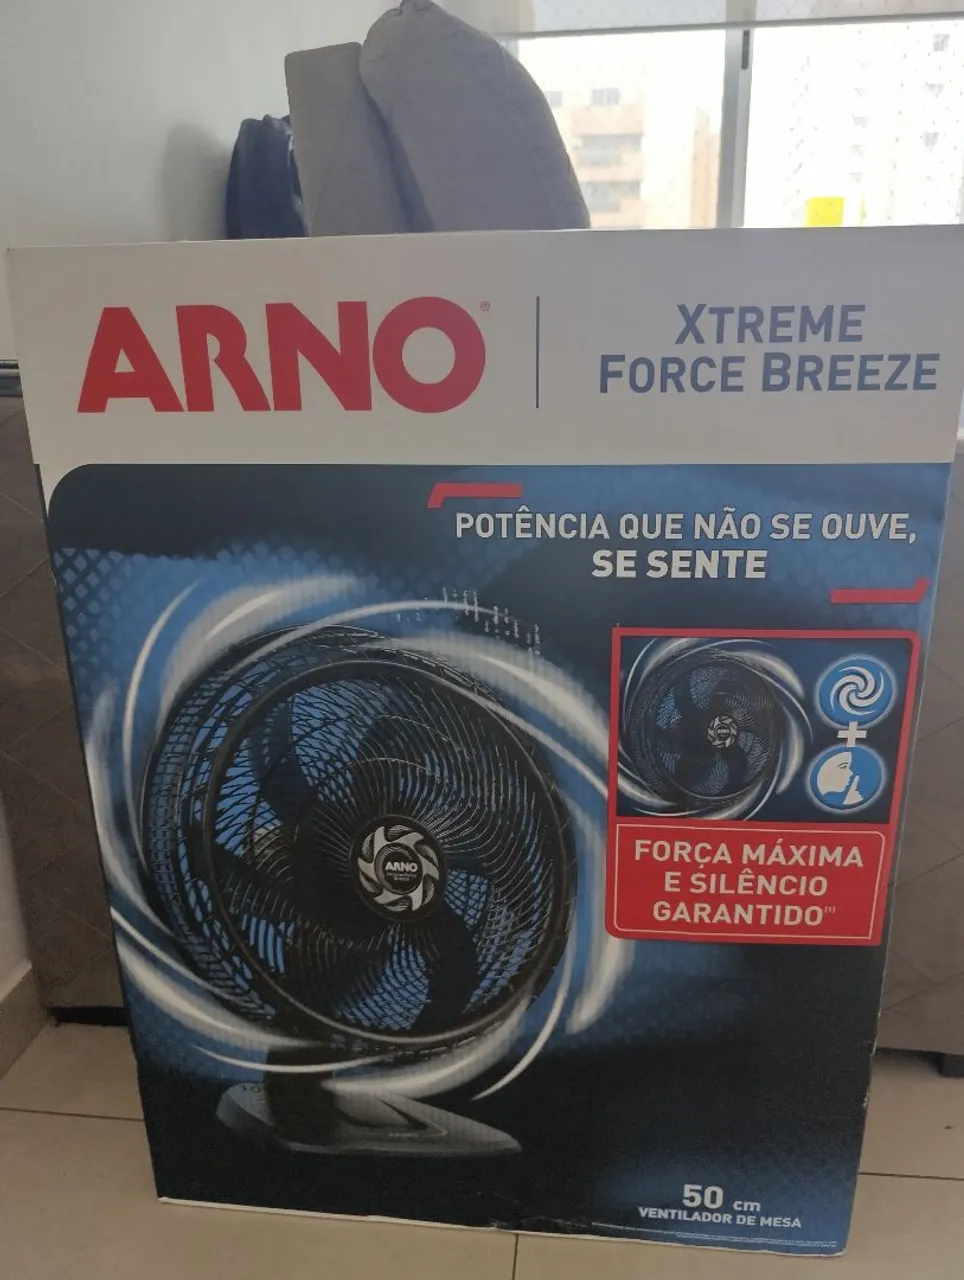 ARNO®
XTREME
FORCE BREEZE
POTÊNCIA QUE NÃO SE OUVE,
SE SENTE
ARNO
ARNO
FORÇA MÁXIMA
E SILÊNCIO
GARANTIDO⁽¹⁾
50 cm
VENTILADOR DE MESA